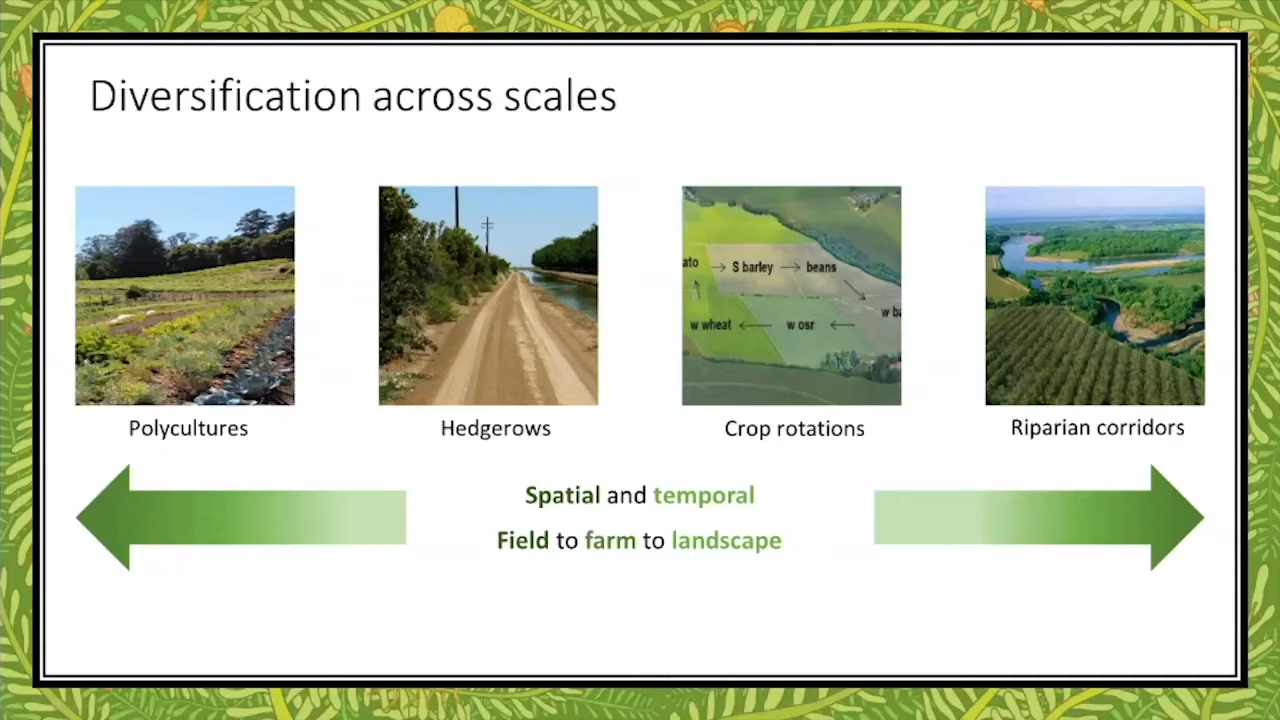 Diversification across scales
ato → S barley → beans
w ba
w wheat ← w osr ←
Polycultures
Hedgerows
Crop rotations
Riparian corridors
Spatial and temporal
Field to farm to landscape